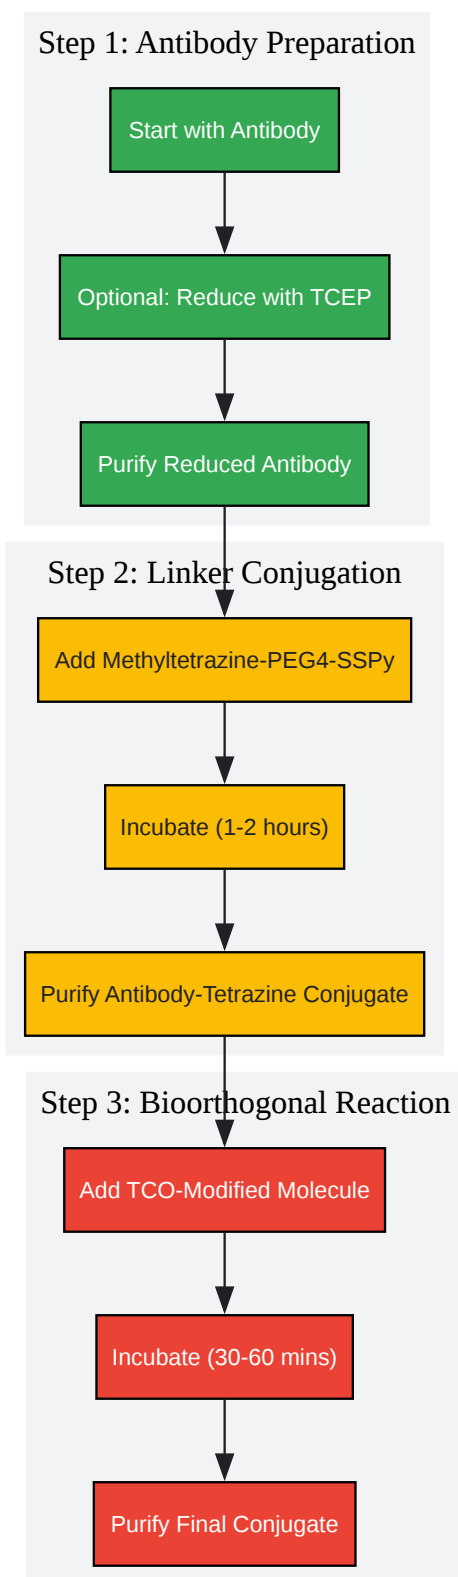 Step 1: Antibody Preparation
Start with Antibody
Optional: Reduce with TCEP
Purify Reduced Antibody
Step 2: Linker Conjugation
Add Methyltetrazine-PEG4-SSPy
Incubate (1-2 hours)
Purify Antibody-Tetrazine Conjugate
Step 3: Bioorthogonal Reaction
Add TCO-Modified Molecule
Incubate (30-60 mins)
Purify Final Conjugate